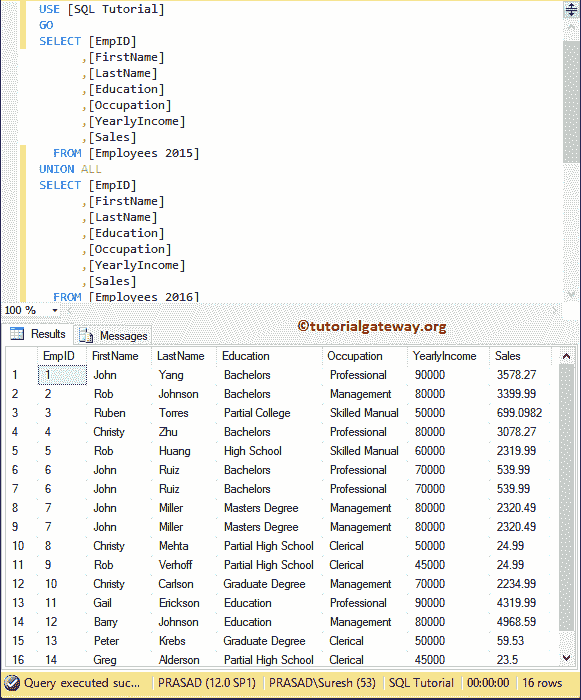 USE [SQL Tutorial]
GO
SELECT [EmpID]
,[FirstName]
,[LastName]
,[Education]
,[Occupation]
,[YearlyIncome]
,[Sales]
FROM [Employees 2015]
UNION ALL
SELECT [EmpID]
,[FirstName]
,[LastName]
,[Education]
,[Occupation]
,[YearlyIncome]
,[Sales]
FROM [Employees 2016]
100 %
©tutorialgateway.org
Results Messages
EmpID FirstName LastName Education Occupation YearlyIncome Sales
1 1 John Yang Bachelors Professional 90000 3578.27
2 2 Rob Johnson Bachelors Management 80000 3399.99
3 3 Ruben Torres Partial College Skilled Manual 50000 699.0982
4 4 Christy Zhu Bachelors Professional 80000 3078.27
5 5 Rob Huang High School Skilled Manual 60000 2319.99
6 6 John Ruiz Bachelors Professional 70000 539.99
7 6 John Ruiz Bachelors Professional 70000 539.99
8 7 John Miller Masters Degree Management 80000 2320.49
9 7 John Miller Masters Degree Management 80000 2320.49
10 8 Christy Mehta Partial High School Clerical 50000 24.99
11 9 Rob Verhoff Partial High School Clerical 45000 24.99
12 10 Christy Carlson Graduate Degree Management 70000 2234.99
13 11 Gail Erickson Education Professional 90000 4319.99
14 12 Barry Johnson Education Management 80000 4968.59
15 13 Peter Krebs Graduate Degree Clerical 50000 59.53
16 14 Greg Alderson Partial High School Clerical 45000 23.5
Query executed suc... PRASAD (12.0 SP1) PRASAD\Suresh (53) SQL Tutorial 00:00:00 16 rows